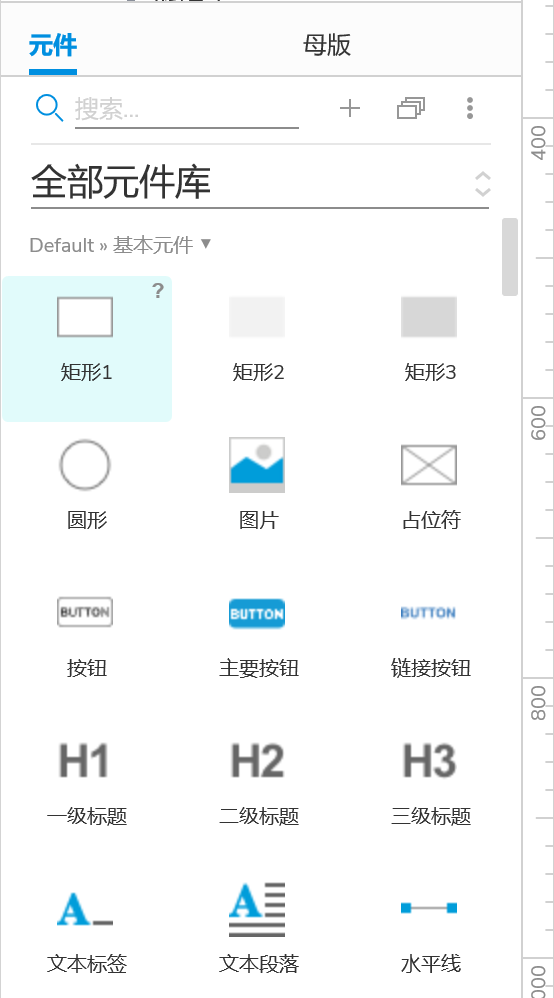 元件 母版
搜索...
全部元件库
Default » 基本元件 ▼
?
矩形1 矩形2 矩形3
圆形 图片 占位符
BUTTON BUTTON BUTTON
按钮 主要按钮 链接按钮
H1 H2 H3
一级标题 二级标题 三级标题
A A
文本标签 文本段落 水平线
400
600
800